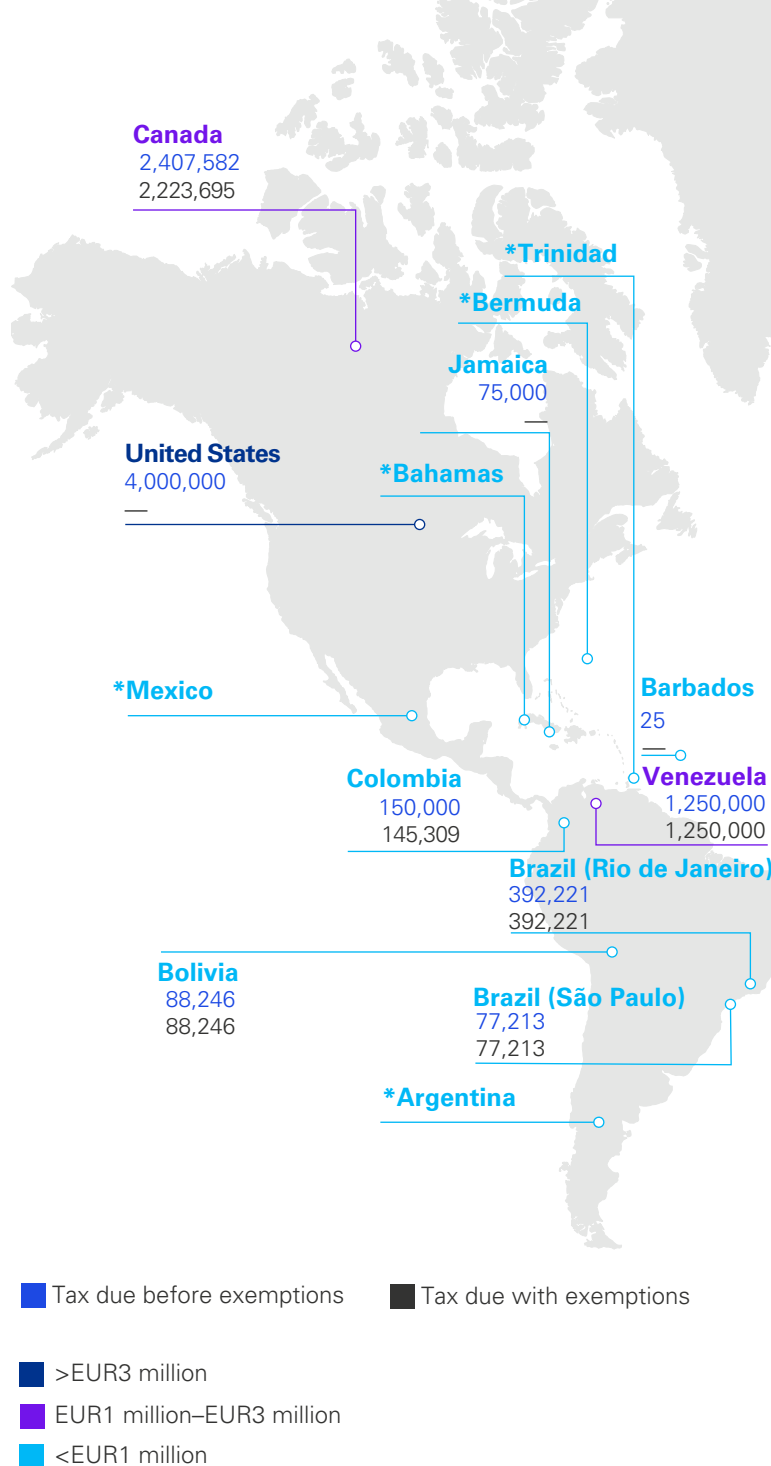 Canada
2,407,582
2,223,695
*Trinidad
*Bermuda
Jamaica
75,000
—
United States
4,000,000
—
*Bahamas
*Mexico
Barbados
25
—
Colombia
150,000
145,309
Venezuela
1,250,000
1,250,000
Brazil (Rio de Janeiro)
392,221
392,221
Bolivia
88,246
88,246
Brazil (São Paulo)
77,213
77,213
*Argentina
Tax due before exemptions
Tax due with exemptions
>EUR3 million
EUR1 million–EUR3 million
<EUR1 million